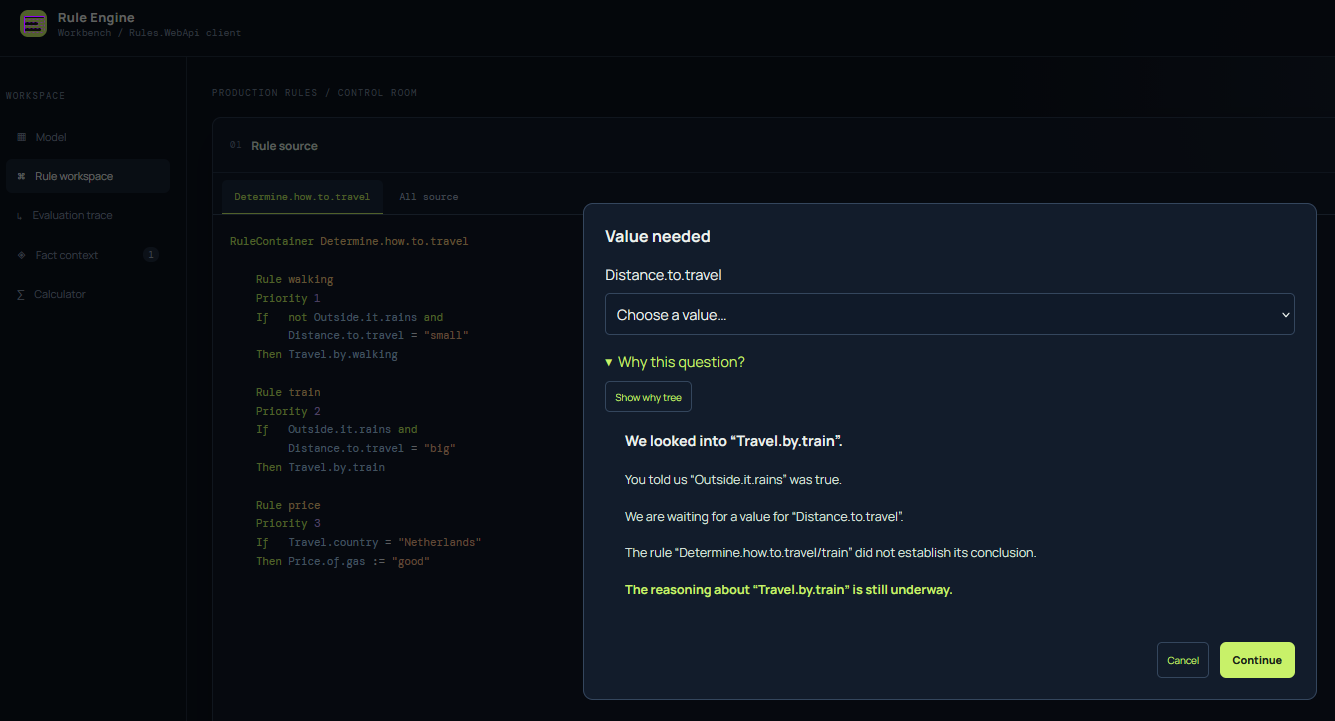 Rule Engine
Workbench / Rules.WebApi client
WORKSPACE
Model
Rule workspace
Evaluation trace
Fact context 1
Calculator
PRODUCTION RULES / CONTROL ROOM
01 Rule source
Determine.how.to.travel All source
RuleContainer Determine.how.to.travel
Rule walking
Priority 1
If not Outside.it.rains and
Distance.to.travel = "small"
Then Travel.by.walking
Rule train
Priority 2
If Outside.it.rains and
Distance.to.travel = "big"
Then Travel.by.train
Rule price
Priority 3
If Travel.country = "Netherlands"
Then Price.of.gas := "good"
Value needed
Distance.to.travel
Choose a value...
▾ Why this question?
Show why tree
We looked into “Travel.by.train”.
You told us “Outside.it.rains” was true.
We are waiting for a value for “Distance.to.travel”.
The rule “Determine.how.to.travel/train” did not establish its conclusion.
The reasoning about “Travel.by.train” is still underway.
Cancel Continue